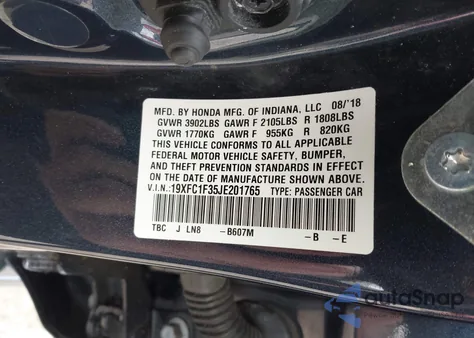 MFD. BY HONDA MFG. OF INDIANA, LLC 08/'18
GVWR 3902LBS GAWR F 2105LBS R 1808LBS
GVWR 1770KG GAWR F 955KG R 820KG
THIS VEHICLE CONFORMS TO ALL APPLICABLE
FEDERAL MOTOR VEHICLE SAFETY, BUMPER,
AND THEFT PREVENTION STANDARDS IN EFFECT
ON THE DATE OF MANUFACTURE SHOWN ABOVE.
V.I.N.:19XFC1F35JE201765 TYPE: PASSENGER CAR
TBC J LN8 -B607M -B -E
autoSnap